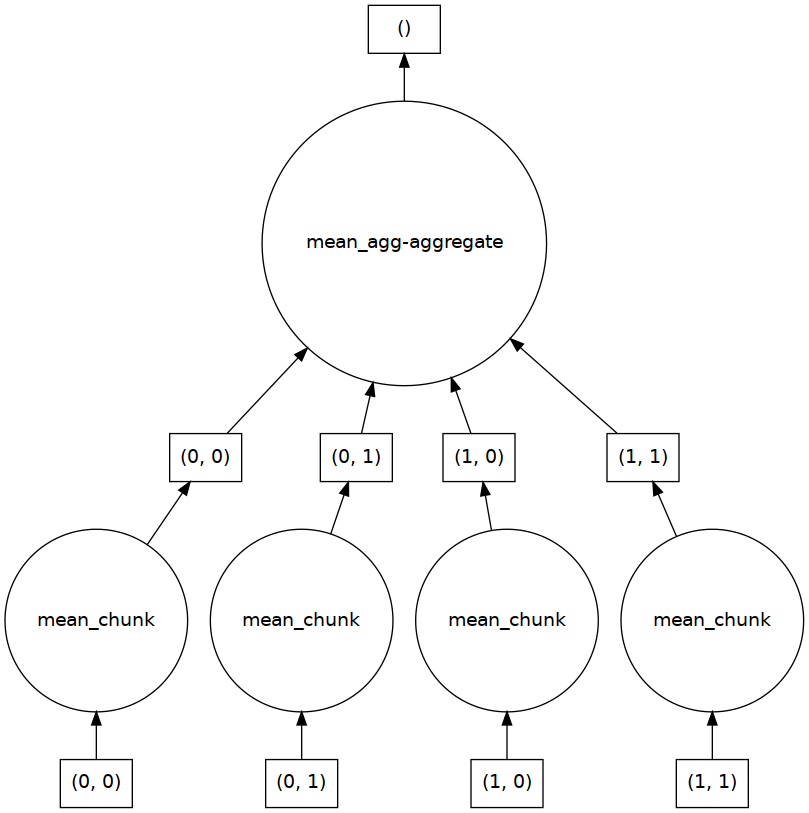 ()
mean_agg-aggregate
(0, 0)
(0, 1)
(1, 0)
(1, 1)
mean_chunk
mean_chunk
mean_chunk
mean_chunk
(0, 0)
(0, 1)
(1, 0)
(1, 1)